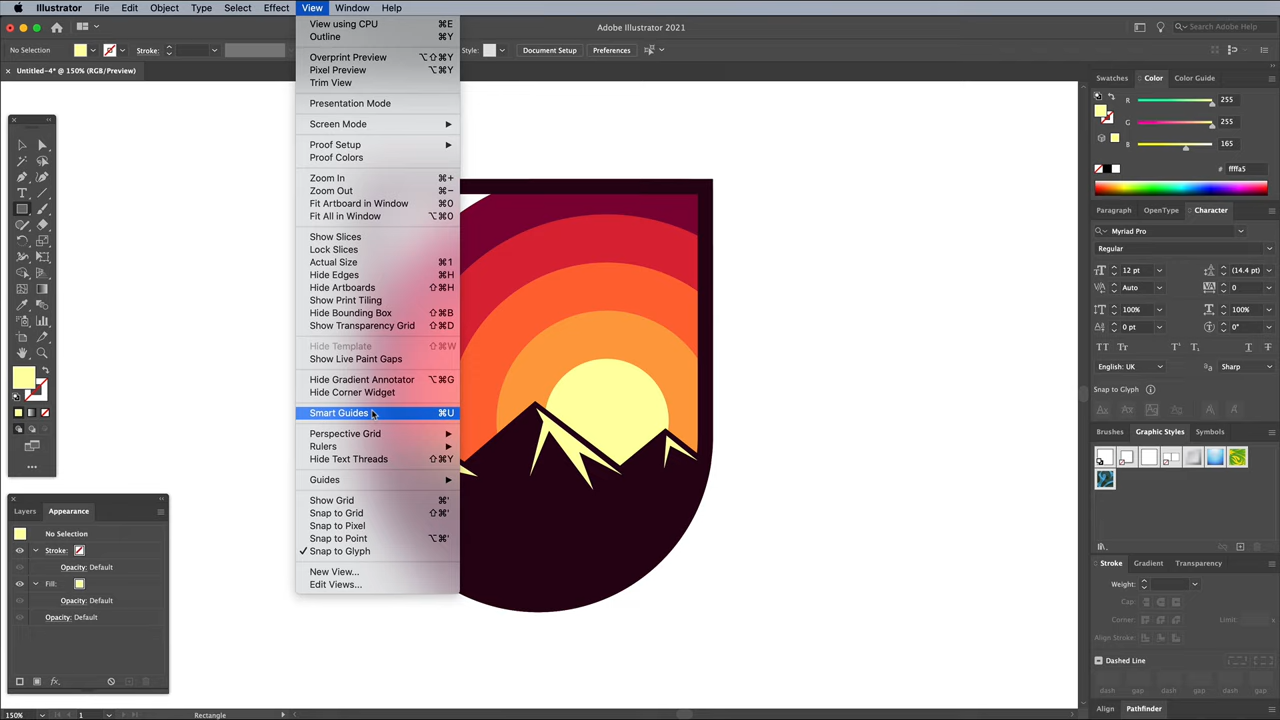 Illustrator File Edit Object Type Select Effect View Window Help
Adobe Illustrator 2021
Search Adobe Help
No Selection
Stroke:
Style:
Document Setup
Preferences
Untitled-4* @ 150% (RGB/Preview)
View using CPU ⌘E
Outline ⌘Y
Overprint Preview ⌥⇧⌘Y
Pixel Preview ⌥⌘Y
Trim View
Presentation Mode
Screen Mode
Proof Setup
Proof Colors
Zoom In ⌘+
Zoom Out ⌘−
Fit Artboard in Window ⌘0
Fit All in Window ⌥⌘0
Show Slices
Lock Slices
Actual Size ⌘1
Hide Edges ⌘H
Hide Artboards ⇧⌘H
Show Print Tiling
Hide Bounding Box ⇧⌘B
Show Transparency Grid ⇧⌘D
Hide Template ⇧⌘W
Show Live Paint Gaps
Hide Gradient Annotator ⌥⌘G
Hide Corner Widget
Smart Guides ⌘U
Perspective Grid
Rulers
Hide Text Threads ⇧⌘Y
Guides
Show Grid ⌘'
Snap to Grid ⇧⌘'
Snap to Pixel
Snap to Point ⌥⌘'
✓ Snap to Glyph
New View...
Edit Views...
Layers Appearance
No Selection
Stroke:
Opacity: Default
Fill:
Opacity: Default
Opacity: Default
fx
Swatches Color Color Guide
R 255
G 255
B 165
# ffffa5
Paragraph OpenType Character
Myriad Pro
Regular
12 pt (14.4 pt)
Auto 0
100% 100%
0 pt 0°
TT Tr T¹ T₁ T T
English: UK Sharp
Snap to Glyph
Brushes Graphic Styles Symbols
Stroke Gradient Transparency
Weight:
Cap:
Corner: Limit:
Align Stroke:
Dashed Line
dash gap dash gap dash gap
Align Pathfinder
150% 1 Rectangle